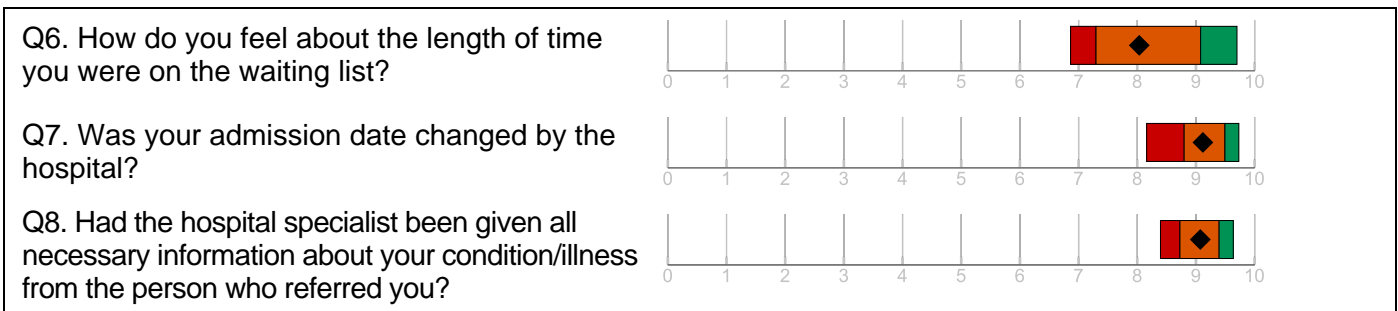 Q6. How do you feel about the length of time
you were on the waiting list?
0 1 2 3 4 5 6 7 8 9 10
Q7. Was your admission date changed by the
hospital?
0 1 2 3 4 5 6 7 8 9 10
Q8. Had the hospital specialist been given all
necessary information about your condition/illness
from the person who referred you?
0 1 2 3 4 5 6 7 8 9 10